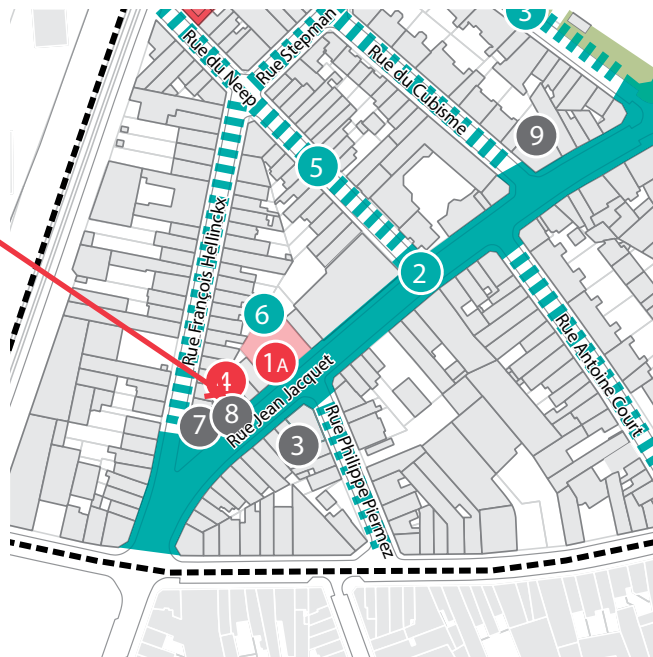 3
Rue du Neep
Rue Stepman
Rue du Cubisme
9
5
Rue François Hellinckx
2
6
Rue Antoine Court
1A
4
Rue Jean Jacquet
7
8
3
Rue Philippe Piermez